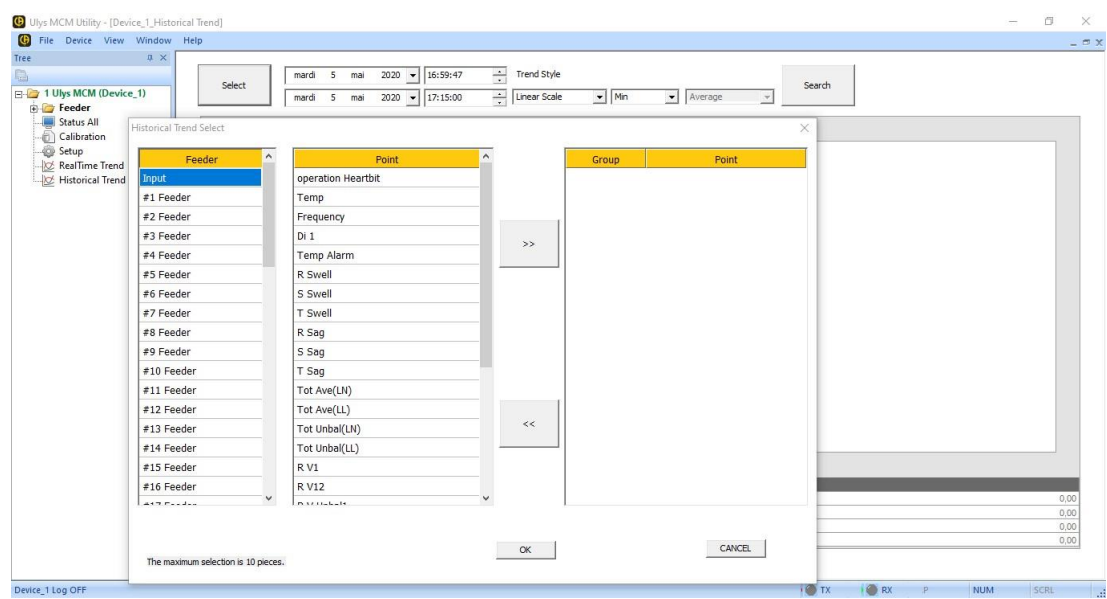 Ulys MCM Utility - [Device_1_Historical Trend]
File Device View Window Help
Tree
1 Ulys MCM (Device_1)
Feeder
Status All
Calibration
Setup
RealTime Trend
Historical Trend
Select
mardi 5 mai 2020 16:59:47
mardi 5 mai 2020 17:15:00
Trend Style
Linear Scale Min Average
Search
Historical Trend Select
Feeder
Input
#1 Feeder
#2 Feeder
#3 Feeder
#4 Feeder
#5 Feeder
#6 Feeder
#7 Feeder
#8 Feeder
#9 Feeder
#10 Feeder
#11 Feeder
#12 Feeder
#13 Feeder
#14 Feeder
#15 Feeder
#16 Feeder
#17 Feeder
Point
operation Heartbit
Temp
Frequency
Di 1
Temp Alarm
R Swell
S Swell
T Swell
R Sag
S Sag
T Sag
Tot Ave(LN)
Tot Ave(LL)
Tot Unbal(LN)
Tot Unbal(LL)
R V1
R V12
R V Unbal1
>>
<<
Group Point
The maximum selection is 10 pieces.
OK
CANCEL
0,00
0,00
0,00
0,00
Device_1 Log OFF
TX RX P NUM SCRL